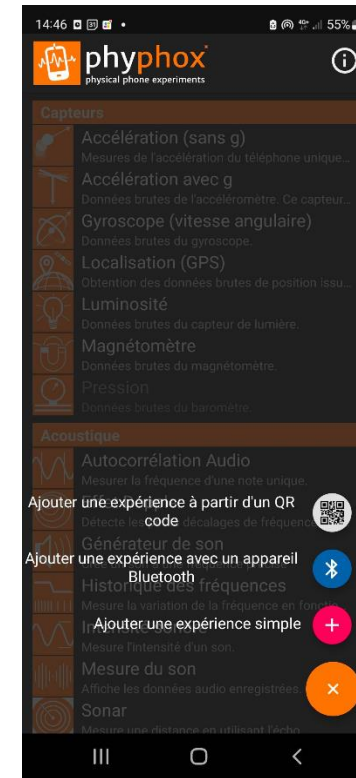 14:46
55%
phyphox
physical phone experiments
Capteurs
Accélération (sans g)
Mesures de l'accélération du téléphone unique...
Accélération avec g
Données brutes de l'accéléromètre. Ce capteur...
Gyroscope (vitesse angulaire)
Données brutes du gyroscope.
Localisation (GPS)
Obtention des données brutes de position issu...
Luminosité
Données brutes du capteur de lumière.
Magnétomètre
Données brutes du magnétomètre.
Pression
Données brutes du baromètre.
Acoustique
Autocorrélation Audio
Mesurer la fréquence d'une note unique.
Ajouter une expérience à partir d'un QR
code
Détecte les décalages de fréquence
Générateur de son
Ajouter une expérience avec un appareil
Bluetooth
Historique des fréquences
Mesure la variation de la fréquence en fonctio...
Ajouter une expérience simple
Mesure l'intensité d'un son.
Mesure du son
Affiche les données audio enregistrées.
Sonar
Mesure une distance en utilisant l'écho